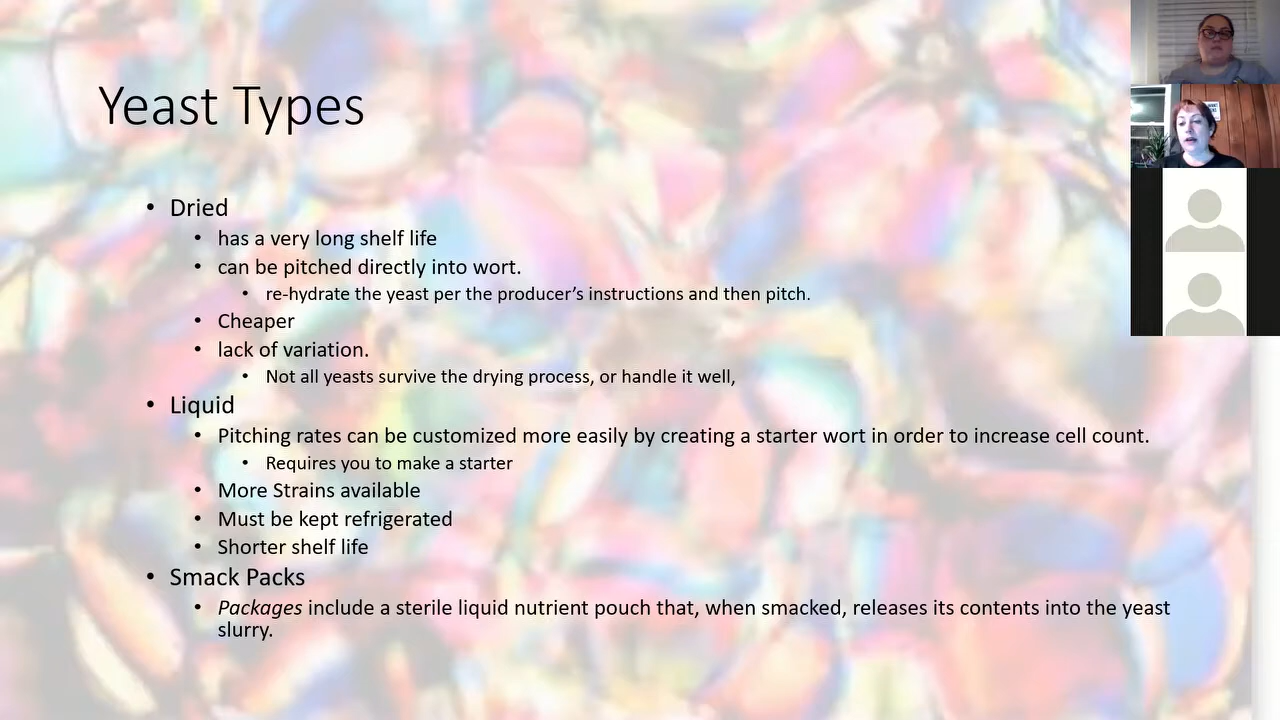 Yeast Types
• Dried
• has a very long shelf life
• can be pitched directly into wort.
• re-hydrate the yeast per the producer’s instructions and then pitch.
• Cheaper
• lack of variation.
• Not all yeasts survive the drying process, or handle it well,
• Liquid
• Pitching rates can be customized more easily by creating a starter wort in order to increase cell count.
• Requires you to make a starter
• More Strains available
• Must be kept refrigerated
• Shorter shelf life
• Smack Packs
• Packages include a sterile liquid nutrient pouch that, when smacked, releases its contents into the yeast
slurry.